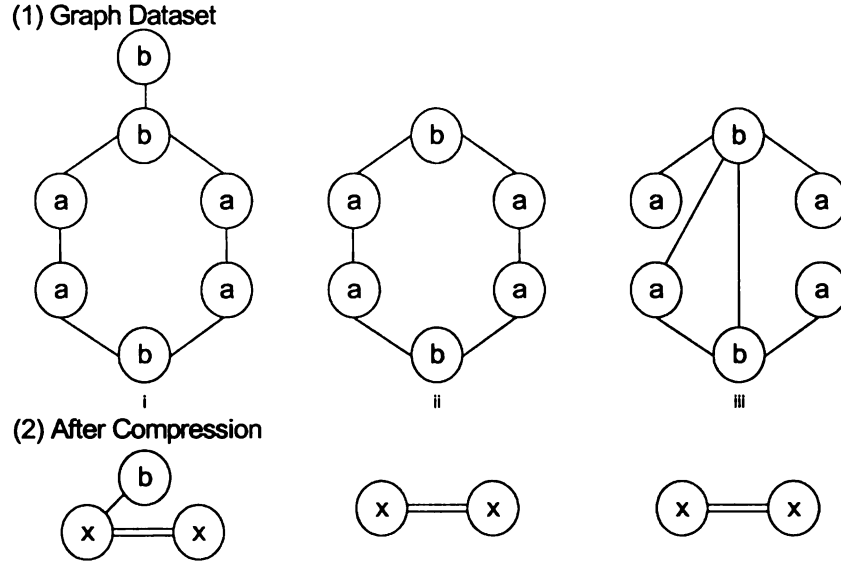 (1) Graph Dataset
b
b b b
a a a a a a
a a a a a a
b b b
i ii iii
(2) After Compression
b
x x x x x x